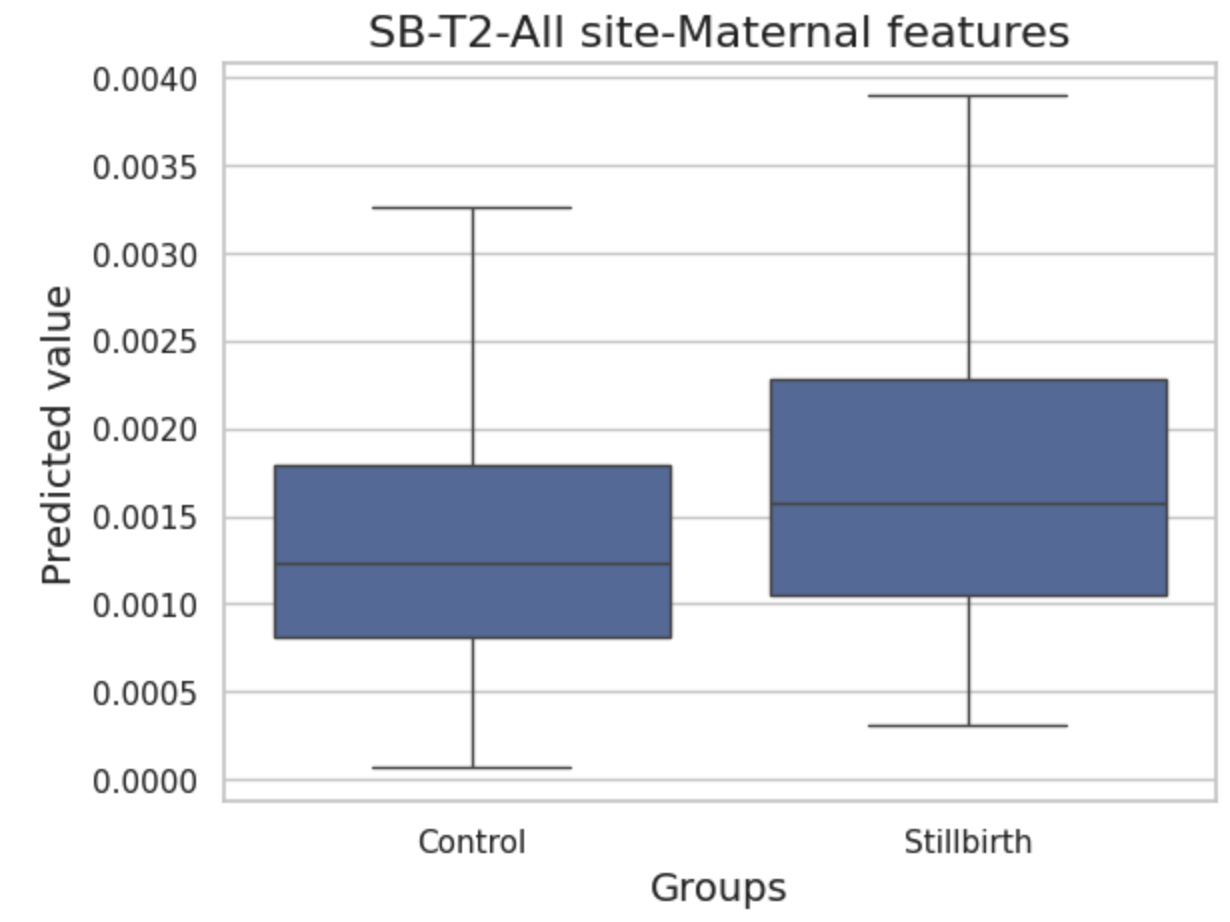 SB-T2-All site-Maternal features
0.0040
0.0035
0.0030
0.0025
0.0020
0.0015
0.0010
0.0005
0.0000
Predicted value
Control Stillbirth
Groups